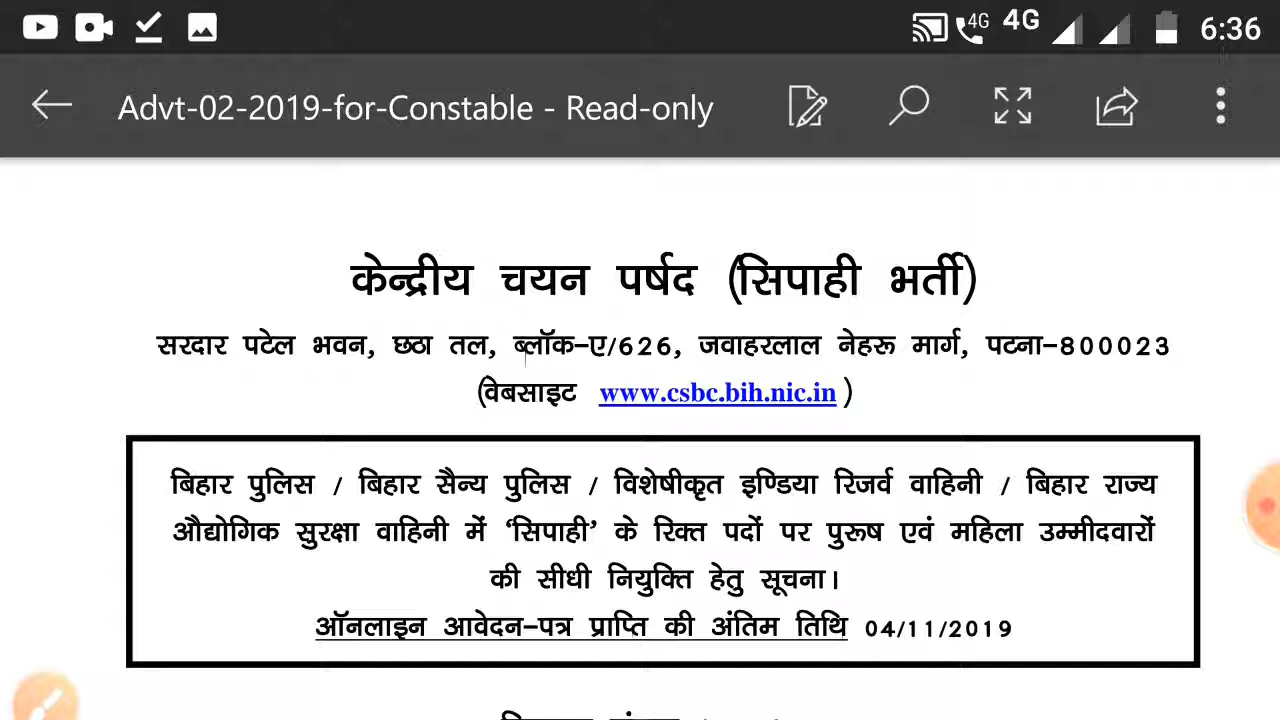 4G 4G 6:36
Advt-02-2019-for-Constable - Read-only
केन्द्रीय चयन पर्षद (सिपाही भर्ती)
सरदार पटेल भवन, छठा तल, ब्लॉक-ए/626, जवाहरलाल नेहरू मार्ग, पटना-800023
(वेबसाइट www.csbc.bih.nic.in )
बिहार पुलिस / बिहार सैन्य पुलिस / विशेषीकृत इण्डिया रिजर्व वाहिनी / बिहार राज्य
औद्योगिक सुरक्षा वाहिनी में ‘सिपाही’ के रिक्त पदों पर पुरूष एवं महिला उम्मीदवारों
की सीधी नियुक्ति हेतु सूचना।
ऑनलाइन आवेदन-पत्र प्राप्ति की अंतिम तिथि 04/11/2019